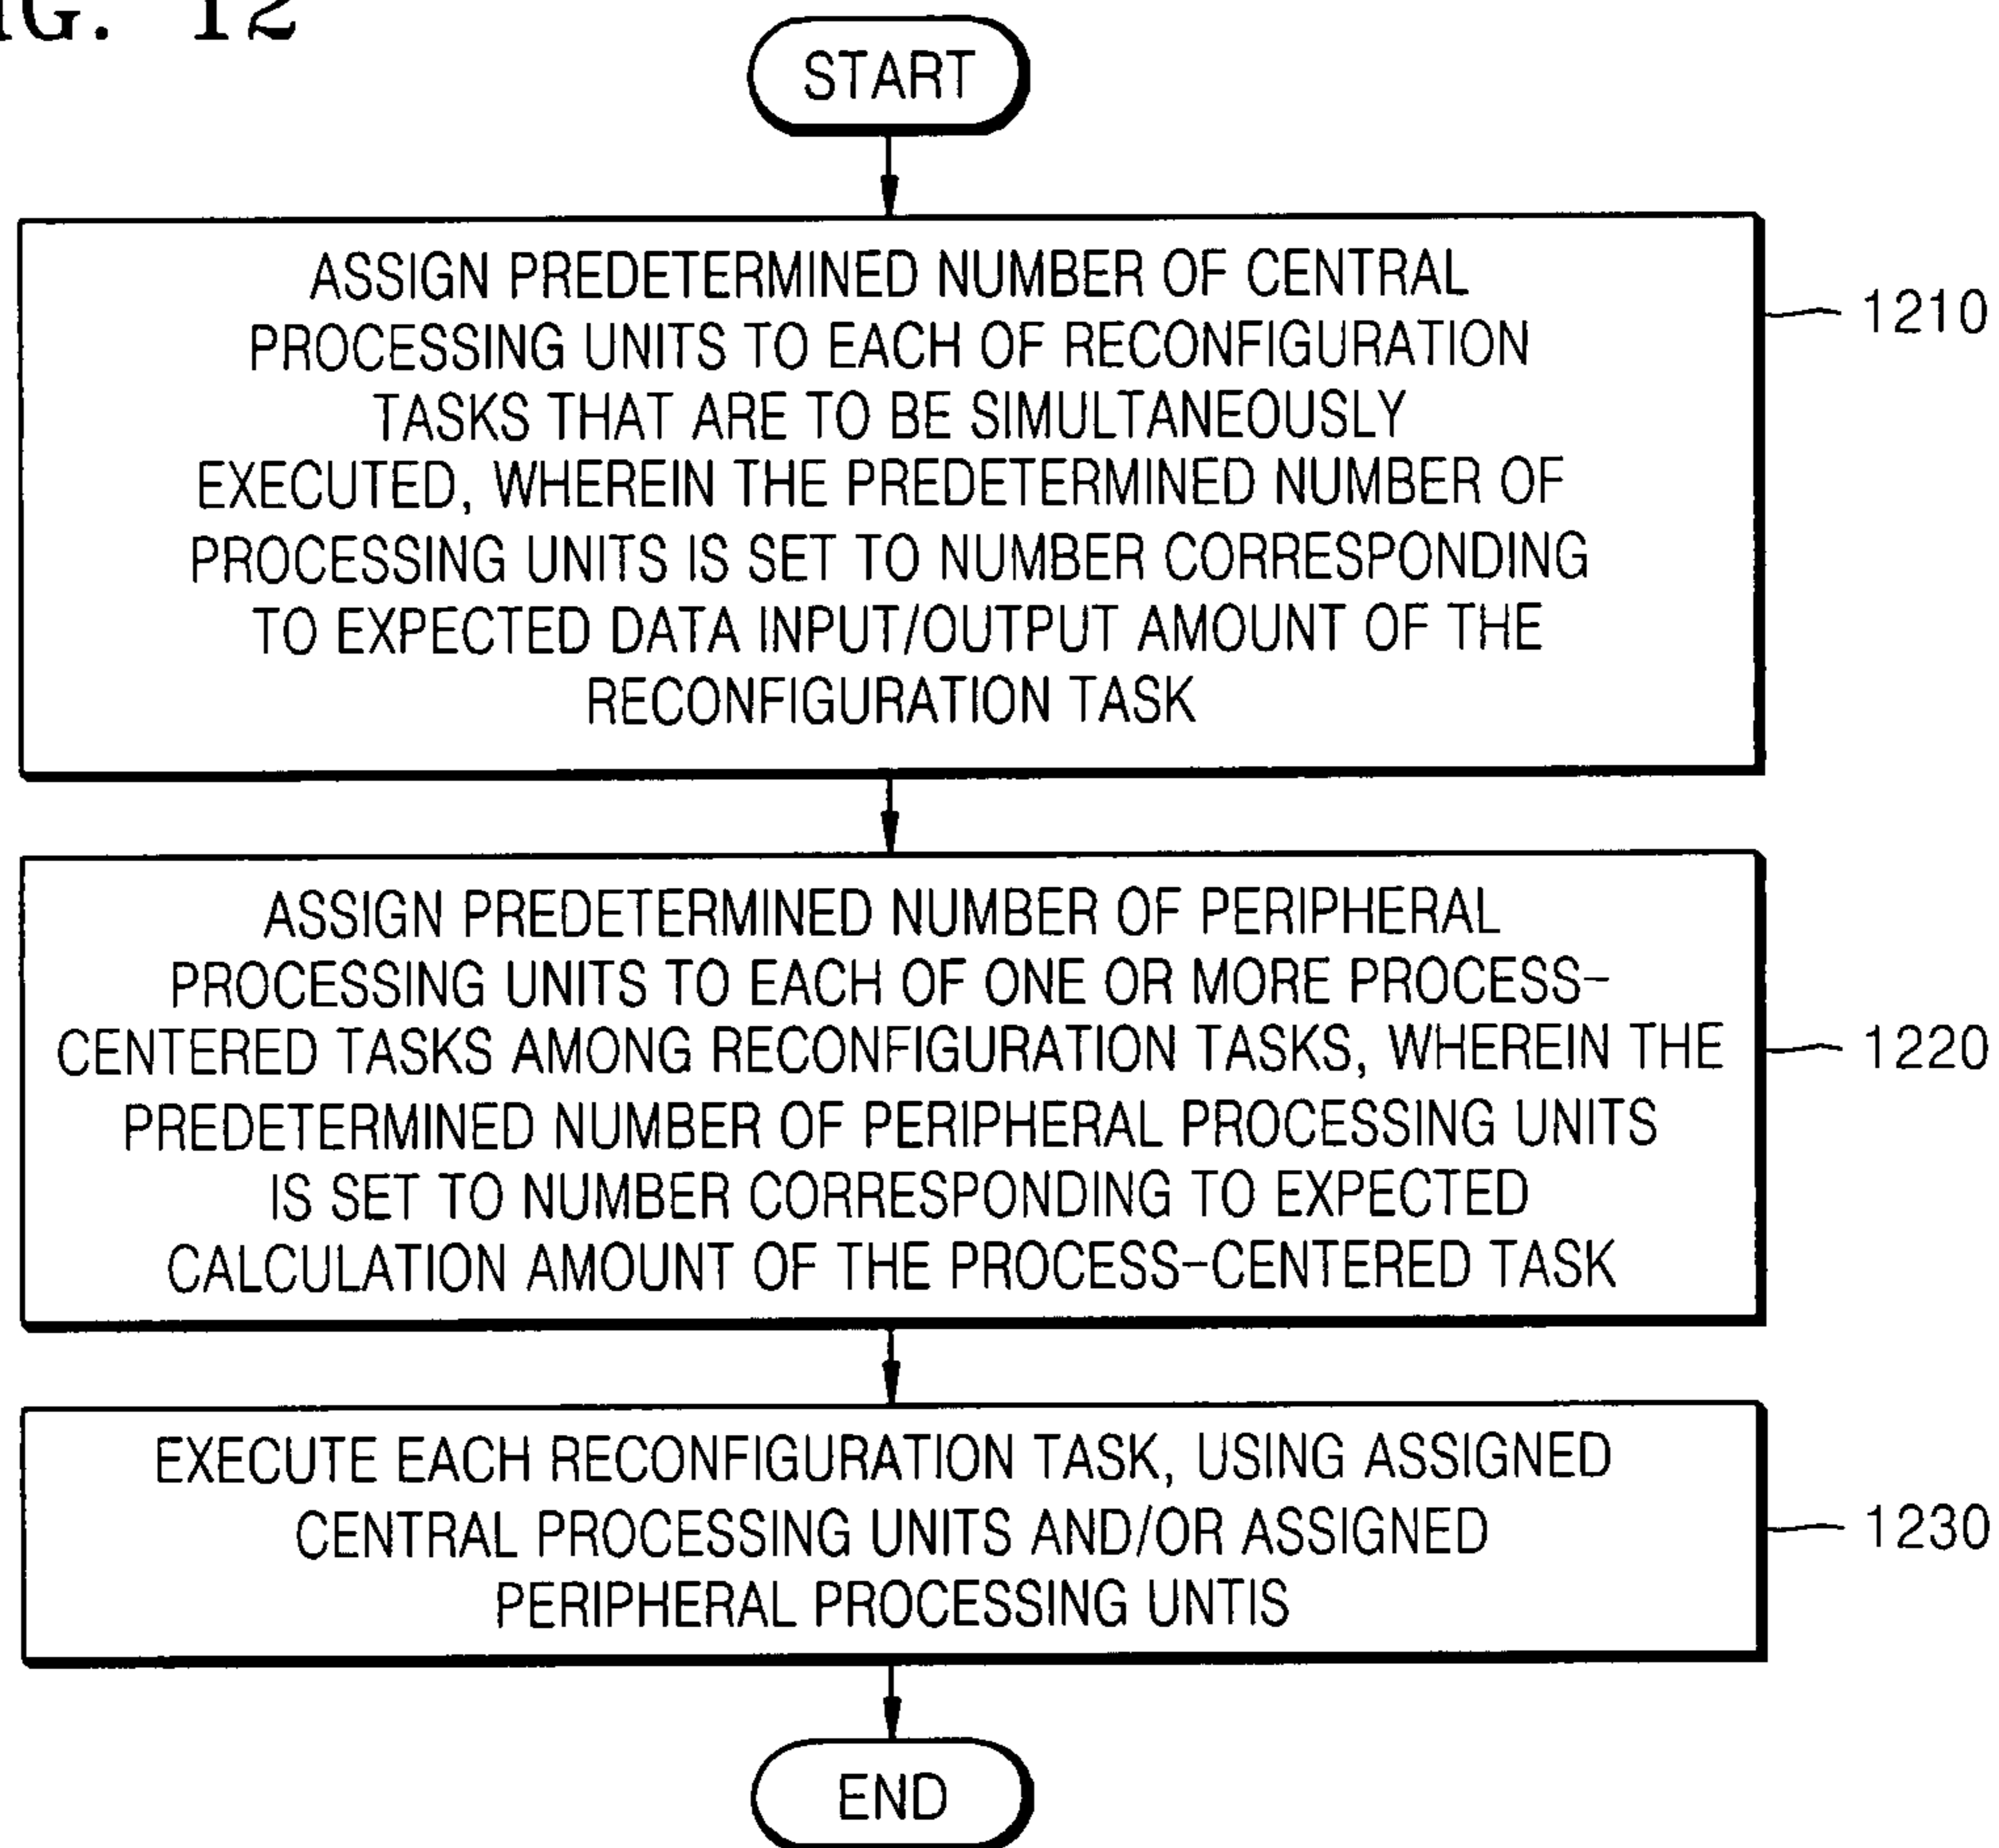 G. 12
START
ASSIGN PREDETERMINED NUMBER OF CENTRAL
PROCESSING UNITS TO EACH OF RECONFIGURATION
TASKS THAT ARE TO BE SIMULTANEOUSLY
EXECUTED, WHEREIN THE PREDETERMINED NUMBER OF
PROCESSING UNITS IS SET TO NUMBER CORRESPONDING
TO EXPECTED DATA INPUT/OUTPUT AMOUNT OF THE
RECONFIGURATION TASK
1210
ASSIGN PREDETERMINED NUMBER OF PERIPHERAL
PROCESSING UNITS TO EACH OF ONE OR MORE PROCESS-
CENTERED TASKS AMONG RECONFIGURATION TASKS, WHEREIN THE
PREDETERMINED NUMBER OF PERIPHERAL PROCESSING UNITS
IS SET TO NUMBER CORRESPONDING TO EXPECTED
CALCULATION AMOUNT OF THE PROCESS-CENTERED TASK
1220
EXECUTE EACH RECONFIGURATION TASK, USING ASSIGNED
CENTRAL PROCESSING UNITS AND/OR ASSIGNED
PERIPHERAL PROCESSING UNTIS
1230
END